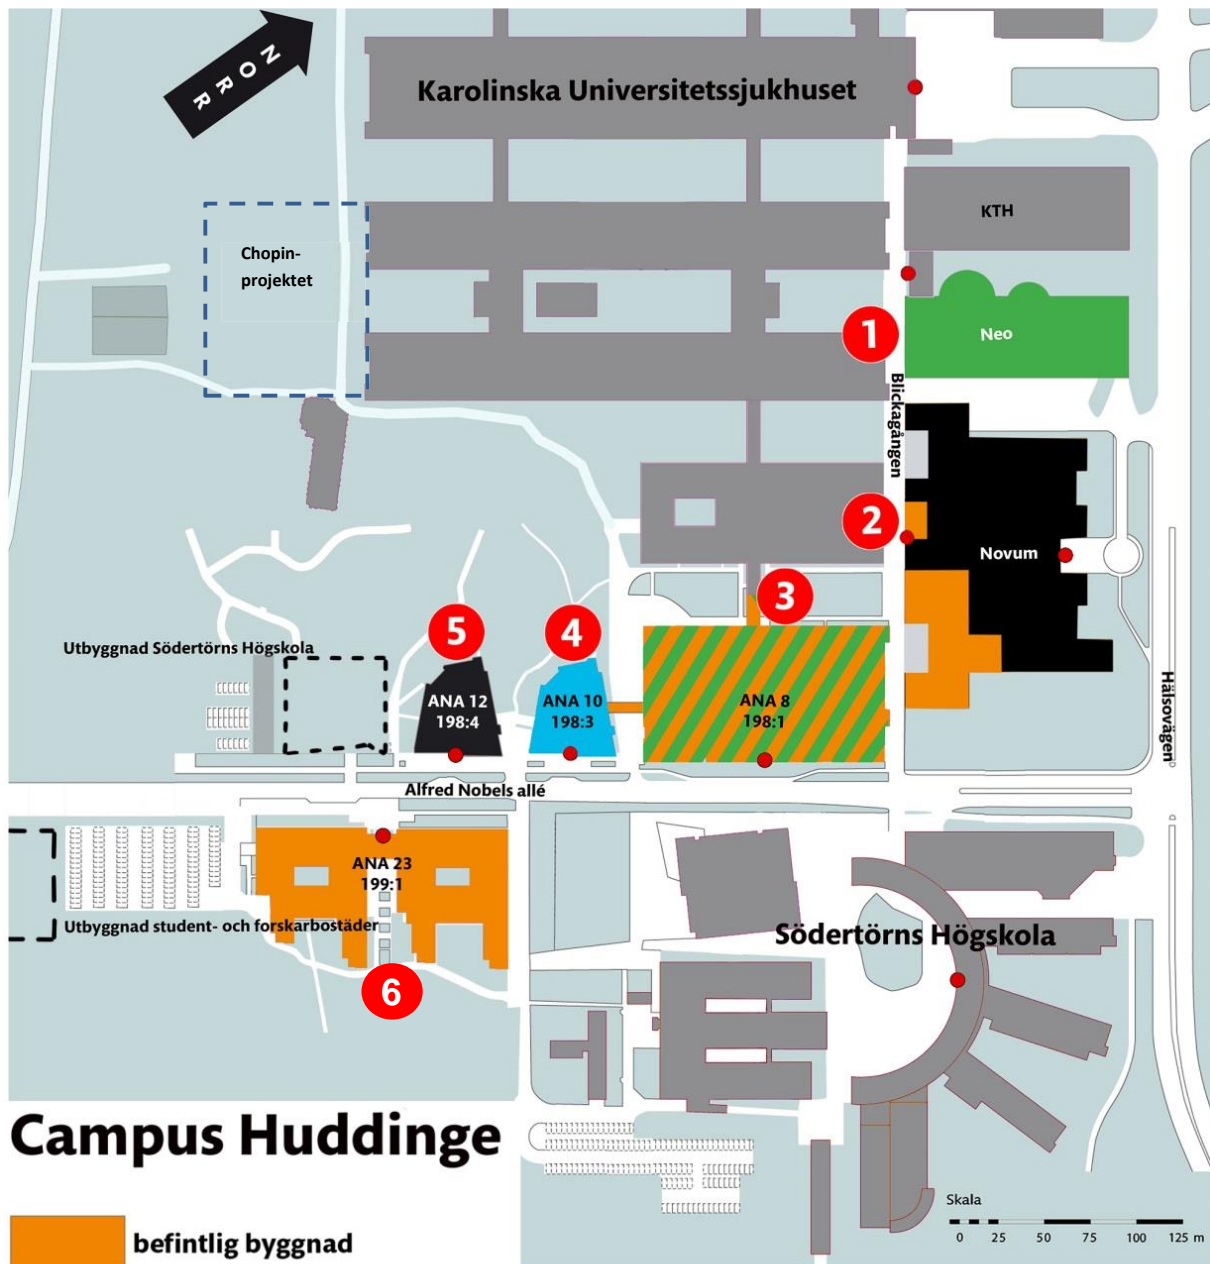 NORR
Karolinska Universitetssjukhuset
KTH
Chopin-
projektet
1
Neo
Blickagången
2
Novum
3
5
4
Utbyggnad Södertörns Högskola
ANA 12
198:4
ANA 10
198:3
ANA 8
198:1
Hälsovägen
Alfred Nobels allé
ANA 23
199:1
Utbyggnad student- och forskarbostäder
Södertörns Högskola
6
Campus Huddinge
befintlig byggnad
Skala
0 25 50 75 100 125 m